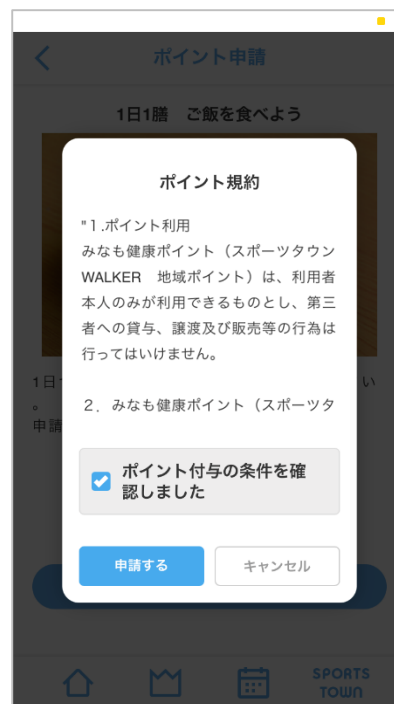 ポイント申請
1日1膳　ご飯を食べよう
ポイント規約
"１.ポイント利用
みなも健康ポイント（スポーツタウン
WALKER　地域ポイント）は、利用者
本人のみが利用できるものとし、第三
者への貸与、譲渡及び販売等の行為は
行ってはいけません。
２．みなも健康ポイント（スポーツタ
1日
い
。
申請
ポイント付与の条件を確
認しました
申請する
キャンセル
SPORTS
TOWN